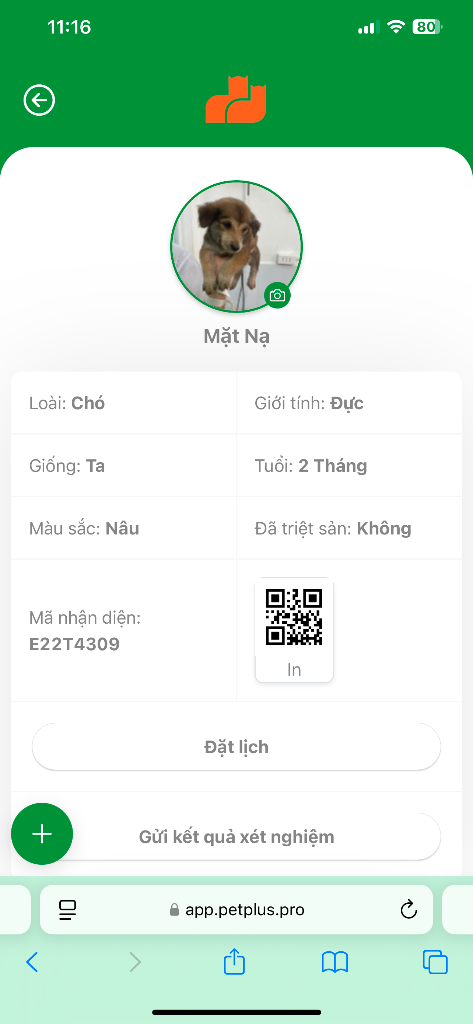 11:16
80
Mặt Nạ
Loài: Chó
Giới tính: Đực
Giống: Ta
Tuổi: 2 Tháng
Màu sắc: Nâu
Đã triệt sản: Không
Mã nhận diện:
E22T4309
In
Đặt lịch
Gửi kết quả xét nghiệm
app.petplus.pro